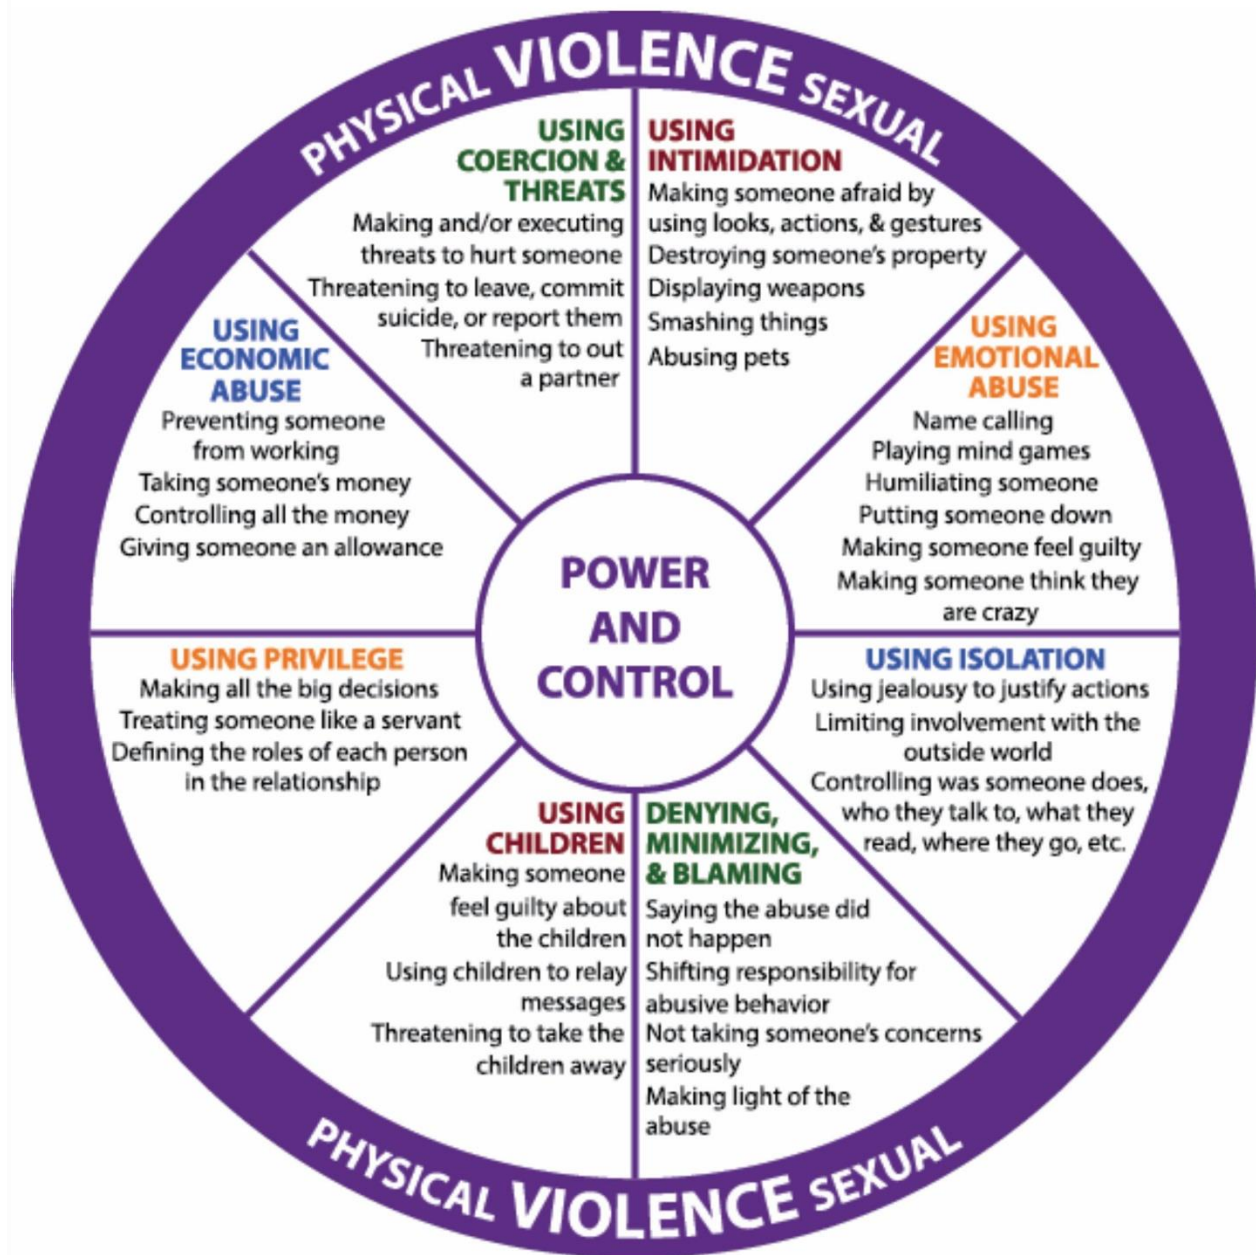 PHYSICAL VIOLENCE SEXUAL
USING
COERCION &
THREATS
Making and/or executing
threats to hurt someone
Threatening to leave, commit
suicide, or report them
Threatening to out
a partner
USING
INTIMIDATION
Making someone afraid by
using looks, actions, & gestures
Destroying someone's property
Displaying weapons
Smashing things
Abusing pets
USING
EMOTIONAL
ABUSE
Name calling
Playing mind games
Humiliating someone
Putting someone down
Making someone feel guilty
Making someone think they
are crazy
USING ISOLATION
Using jealousy to justify actions
Limiting involvement with the
outside world
Controlling was someone does,
who they talk to, what they
read, where they go, etc.
DENYING,
MINIMIZING,
& BLAMING
Saying the abuse did
not happen
Shifting responsibility for
abusive behavior
Not taking someone's concerns
seriously
Making light of the
abuse
USING
CHILDREN
Making someone
feel guilty about
the children
Using children to relay
messages
Threatening to take the
children away
USING PRIVILEGE
Making all the big decisions
Treating someone like a servant
Defining the roles of each person
in the relationship
USING
ECONOMIC
ABUSE
Preventing someone
from working
Taking someone's money
Controlling all the money
Giving someone an allowance
POWER
AND
CONTROL
PHYSICAL VIOLENCE SEXUAL